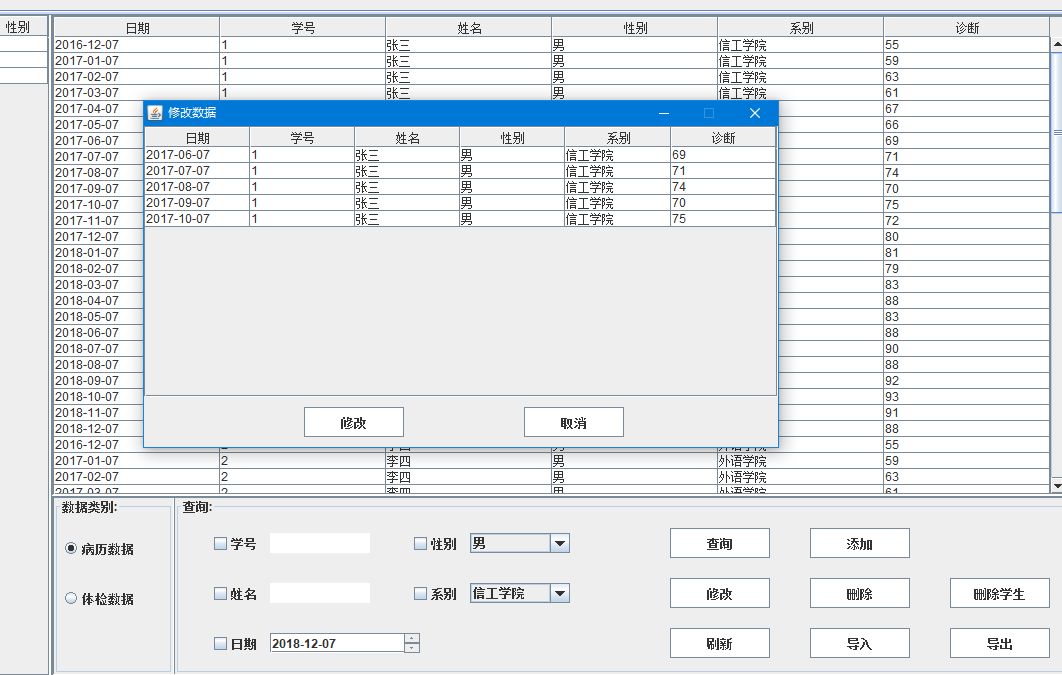 性别 日期 学号 姓名 性别 系别 诊断
2016-12-07 1 张三 男 信工学院 55
2017-01-07 1 张三 男 信工学院 59
2017-02-07 1 张三 男 信工学院 63
2017-03-07 1 张三 男 信工学院 61
2017-04-07 67
2017-05-07 66
2017-06-07 69
2017-07-07 71
2017-08-07 74
2017-09-07 70
2017-10-07 75
2017-11-07 72
2017-12-07 80
2018-01-07 81
2018-02-07 79
2018-03-07 83
2018-04-07 88
2018-05-07 83
2018-06-07 88
2018-07-07 90
2018-08-07 88
2018-09-07 92
2018-10-07 93
2018-11-07 91
2018-12-07 88
2016-12-07 2 李四 男 外语学院 55
2017-01-07 2 李四 男 外语学院 59
2017-02-07 2 李四 男 外语学院 63
2017-03-07 2 李四 男 外语学院 61
修改数据
日期 学号 姓名 性别 系别 诊断
2017-06-07 1 张三 男 信工学院 69
2017-07-07 1 张三 男 信工学院 71
2017-08-07 1 张三 男 信工学院 74
2017-09-07 1 张三 男 信工学院 70
2017-10-07 1 张三 男 信工学院 75
修改 取消
数据类别:
病历数据
体检数据
查询:
学号 性别 男 查询 添加
姓名 系别 信工学院 修改 删除 删除学生
日期 2018-12-07 刷新 导入 导出